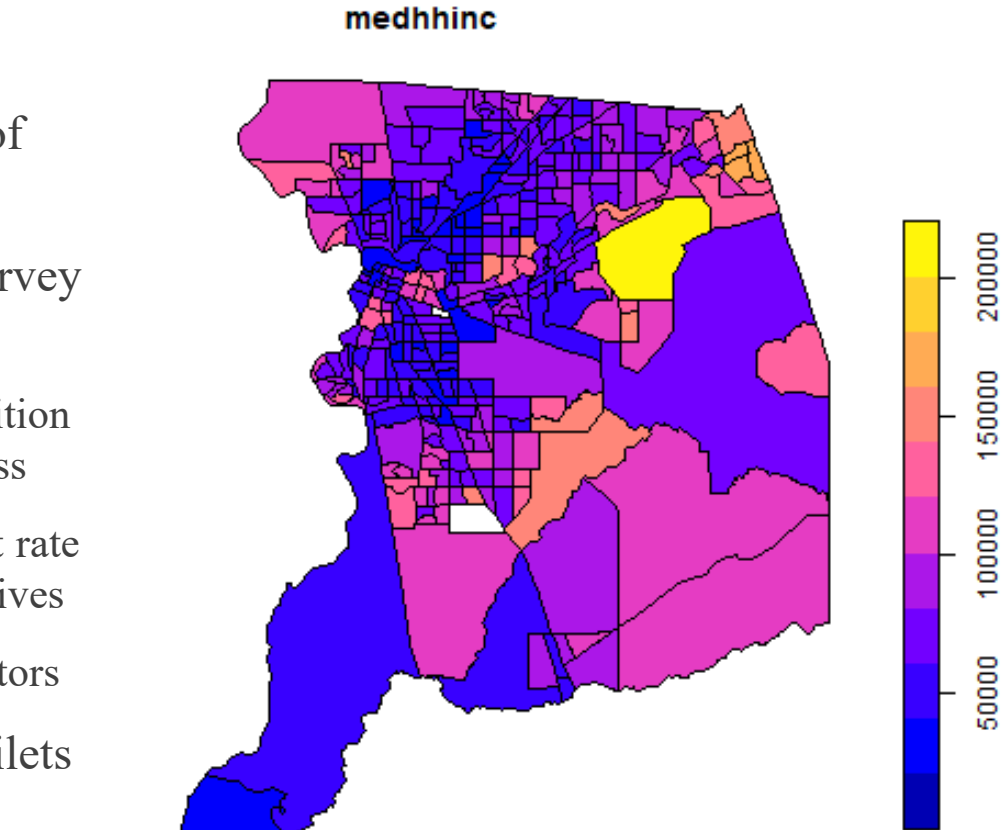 medhhinc
of
rvey
ition
ss
t rate
ives
tors
ilets
200000
150000
100000
50000